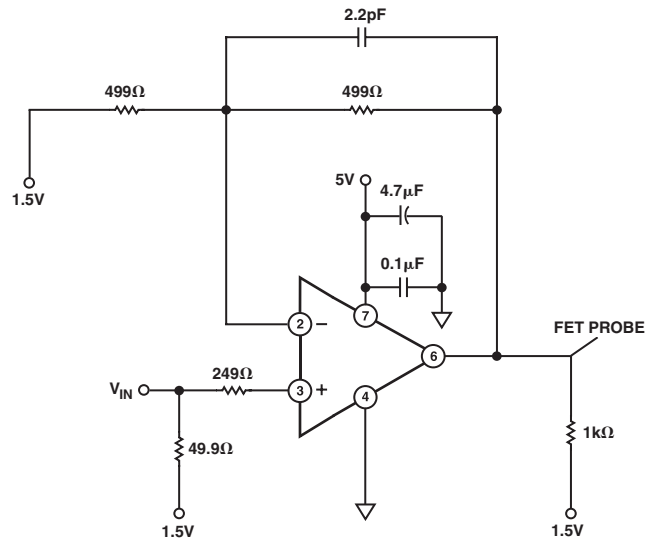 2.2pF
499Ω
499Ω
1.5V
5V
4.7µF
0.1µF
2
−
7
FET PROBE
6
249Ω
VIN
3
+
4
49.9Ω
1kΩ
1.5V
1.5V